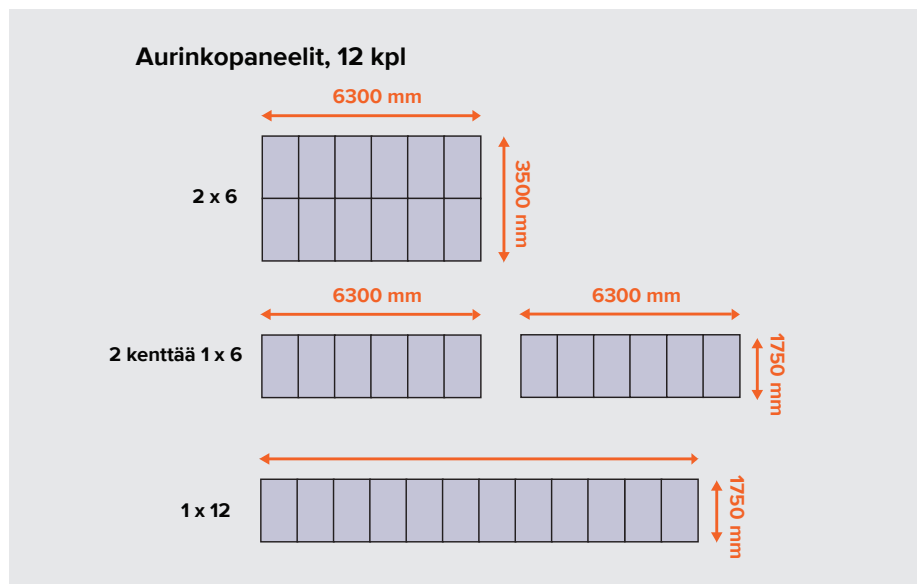 Aurinkopaneelit, 12 kpl
6300 mm
2 x 6
3500 mm
6300 mm
6300 mm
2 kenttää 1 x 6
1750 mm
1 x 12
1750 mm